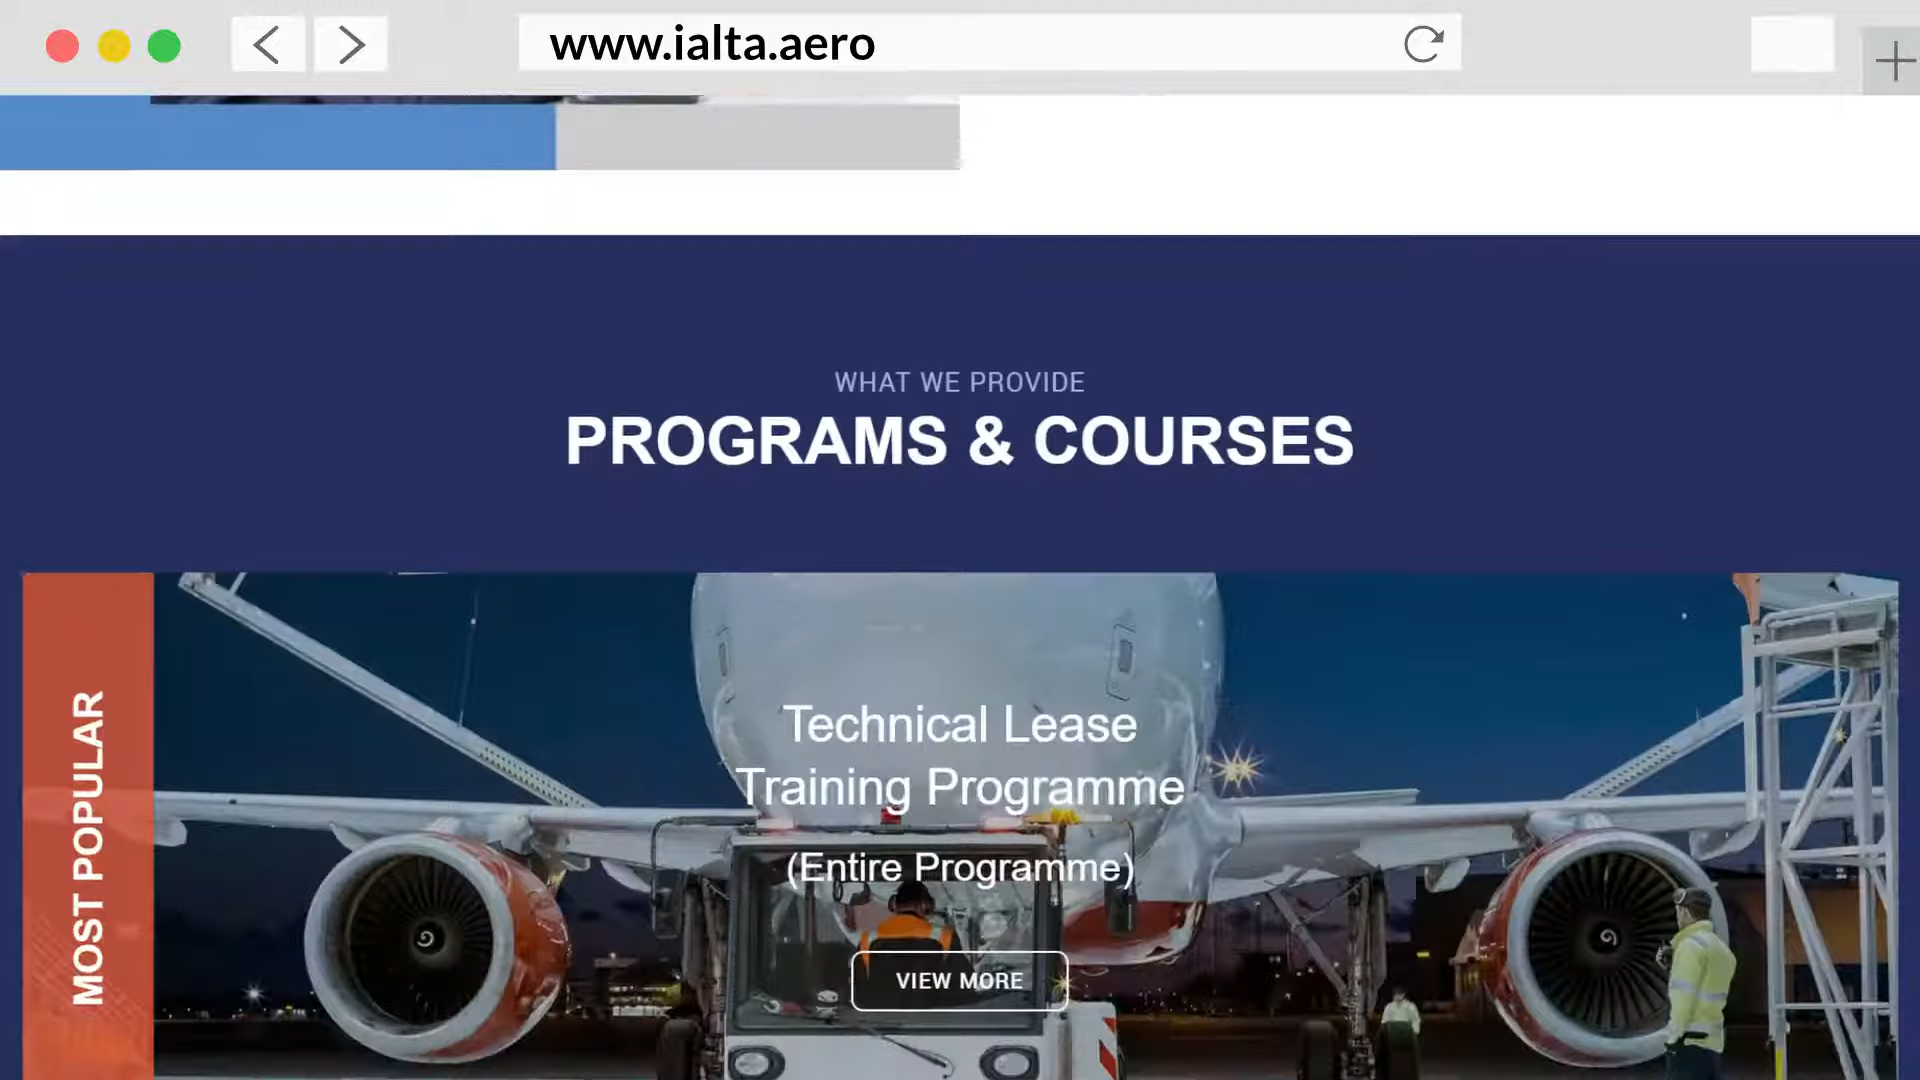 www.ialta.aero
WHAT WE PROVIDE
PROGRAMS & COURSES
MOST POPULAR
Technical Lease
Training Programme
(Entire Programme)
VIEW MORE